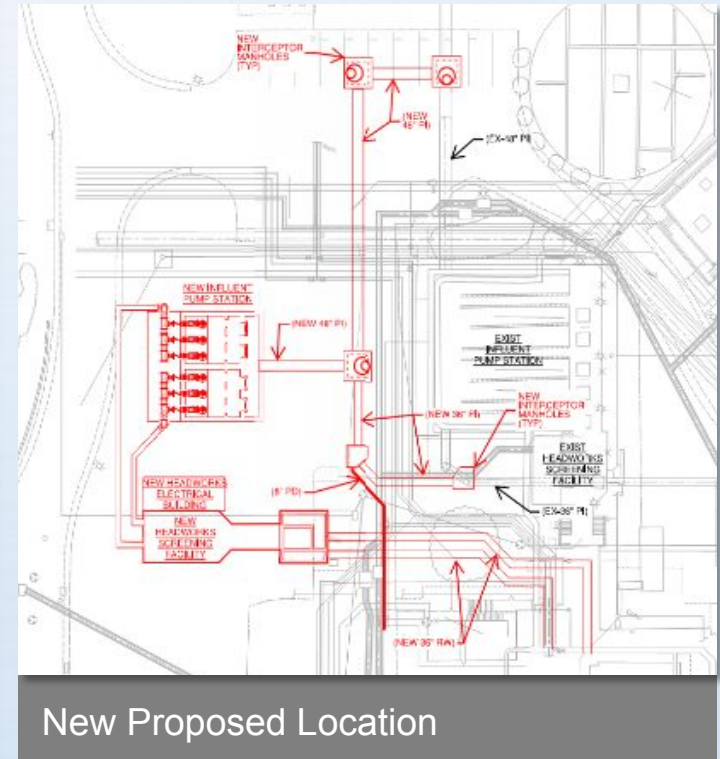 NEW
INTERCEPTOR
MANHOLES
(TYP)
(NEW
48" PI)
(EX-48" PI)
NEW INFLUENT
PUMP STATION
(NEW 48" PI)
EXIST
INFLUENT
PUMP STATION
NEW
INTERCEPTOR
MANHOLES
(TYP)
(NEW 36" PI)
EXIST
HEADWORKS
SCREENING
FACILITY
NEW HEADWORKS
ELECTRICAL
BUILDING
(8" PD)
(EX-36" PI)
NEW
HEADWORKS
SCREENING
FACILITY
(NEW 36" RW)
New Proposed Location